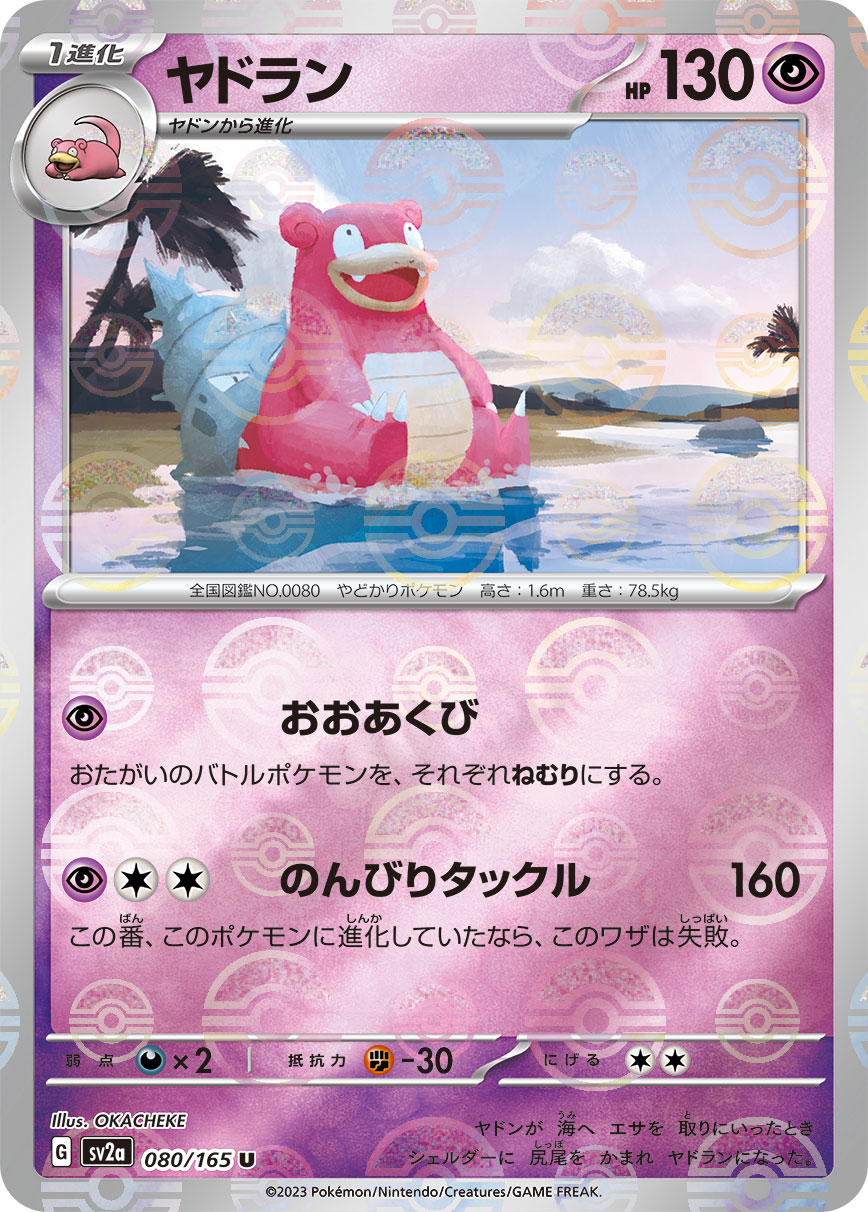 1進化
ヤドラン
HP 130
ヤドンから進化
全国図鑑NO.0080 やどかりポケモン 高さ:1.6m 重さ:78.5kg
おおあくび
おたがいのバトルポケモンを、それぞれねむりにする。
のんびりタックル 160
この番、このポケモンに進化していたなら、このワザは失敗。
弱点 ×2 抵抗力 -30 にげる
Illus. OKACHEKE
ヤドンが 海へ エサを 取りにいったとき
シェルダーに 尻尾を かまれ ヤドランになった。
G sv2a 080/165 U
©2023 Pokémon/Nintendo/Creatures/GAME FREAK.